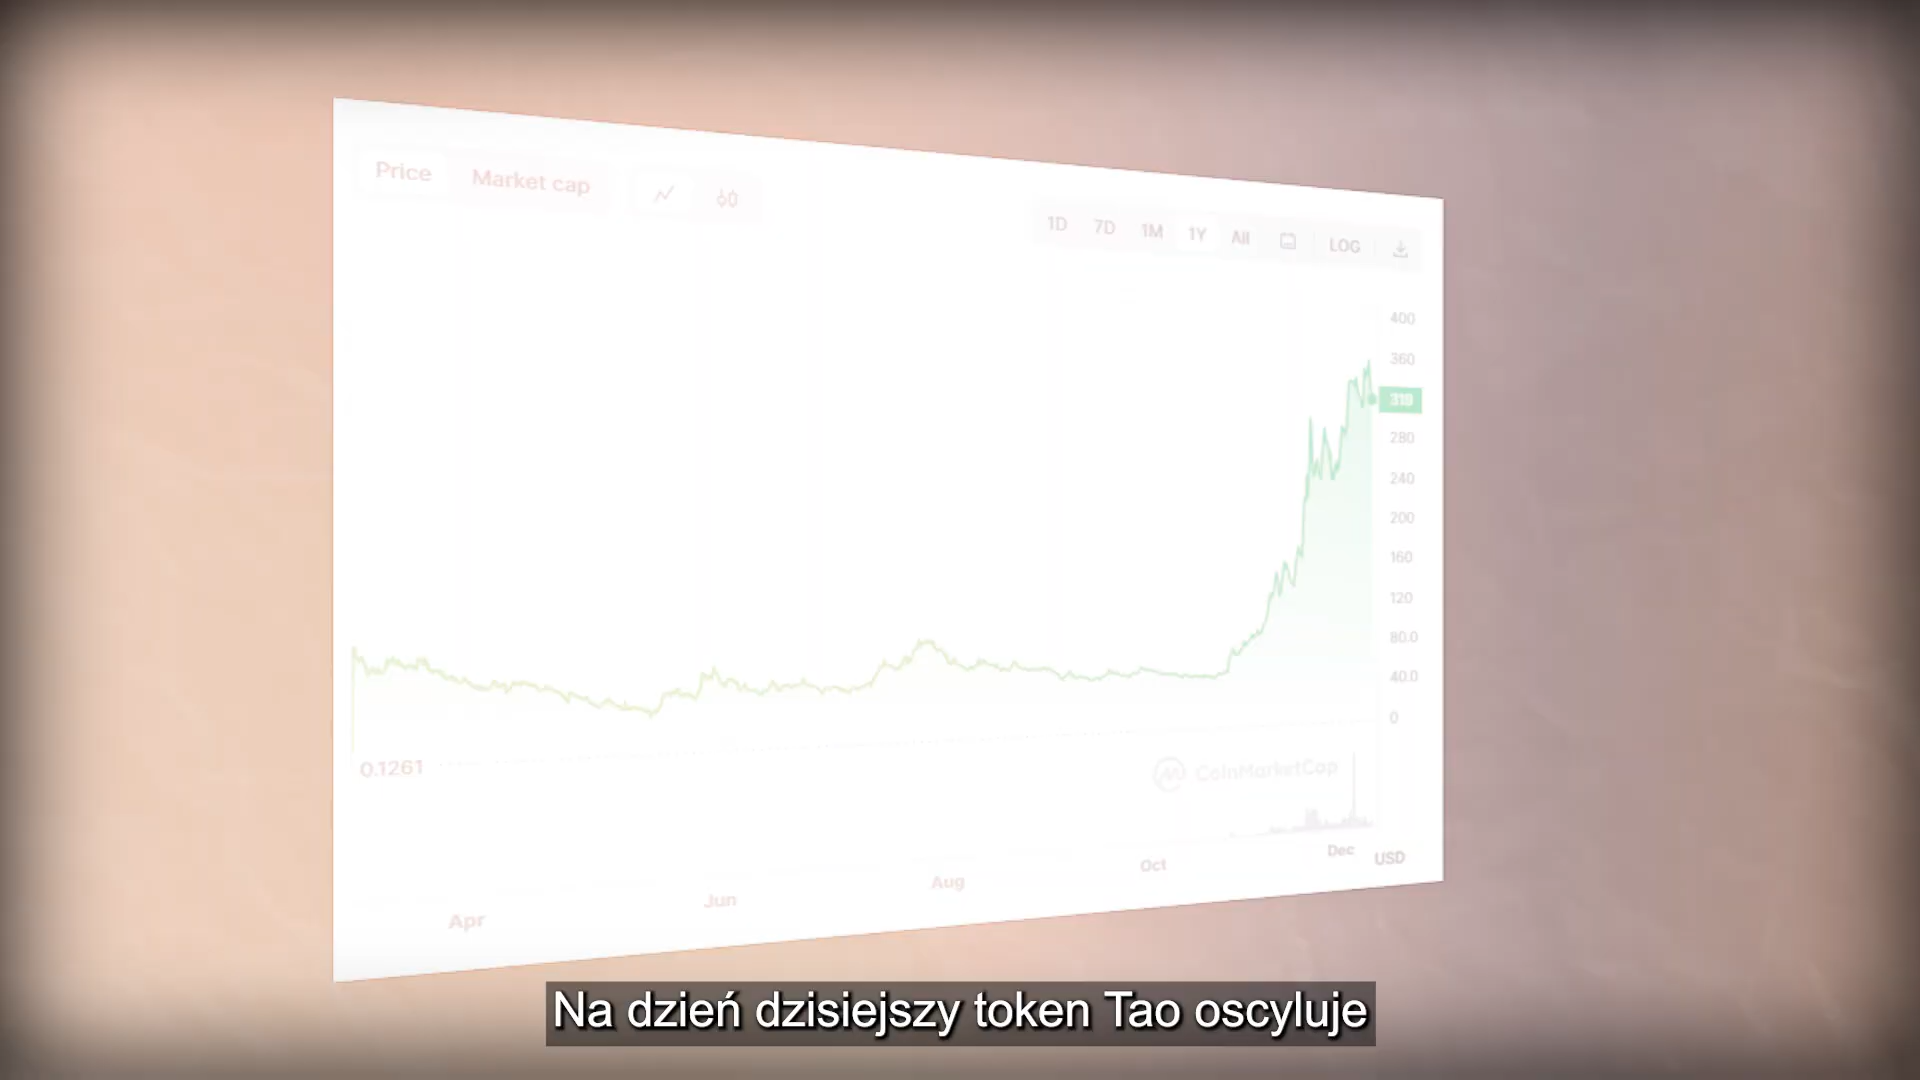 Price Market cap
1D 7D 1M 1Y All LOG
400
360
319
280
240
200
160
120
80.0
40.0
0
0.1261
CoinMarketCap
Apr Jun Aug Oct Dec USD
Na dzień dzisiejszy token Tao oscyluje